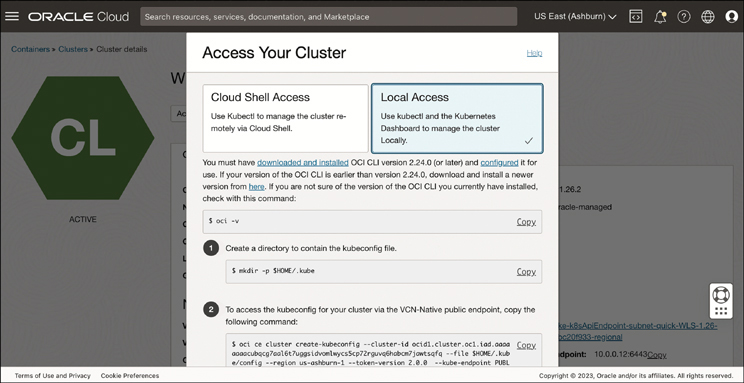 ORACLE Cloud
Search resources, services, documentation, and Marketplace
US East (Ashburn)
Containers » Clusters » Cluster details
W
Ac
CL
ACTIVE
Access Your Cluster
Help
Cloud Shell Access
Use Kubectl to manage the cluster re-
motely via Cloud Shell.
Local Access
Use kubectl and the Kubernetes
Dashboard to manage the cluster
Locally.
You must have downloaded and installed OCI CLI version 2.24.0 (or later) and configured it for
use. If your version of the OCI CLI is earlier than version 2.24.0, download and install a newer
version from here. If you are not sure of the version of the OCI CLI you currently have installed,
check with this command:
$ oci -v
Copy
1 Create a directory to contain the kubeconfig file.
$ mkdir -p $HOME/.kube
Copy
2 To access the kubeconfig for your cluster via the VCN-Native public endpoint, copy the
following command:
$ oci ce cluster create-kubeconfig --cluster-id
--file $HOME/.kub
e/config --region us-ashburn-1 --token-version 2.0.0 --kube-endpoint PUBL
Copy
1.26.2
racle-managed
ke-k8sApiEndpoint-subnet-quick-WLS-1.26-
bc20f933-regional
dpoint: 10.0.0.12:6443 Copy
Terms of Use and Privacy Cookie Preferences
Copyright © 2023, Oracle and/or its affiliates. All rights reserved.